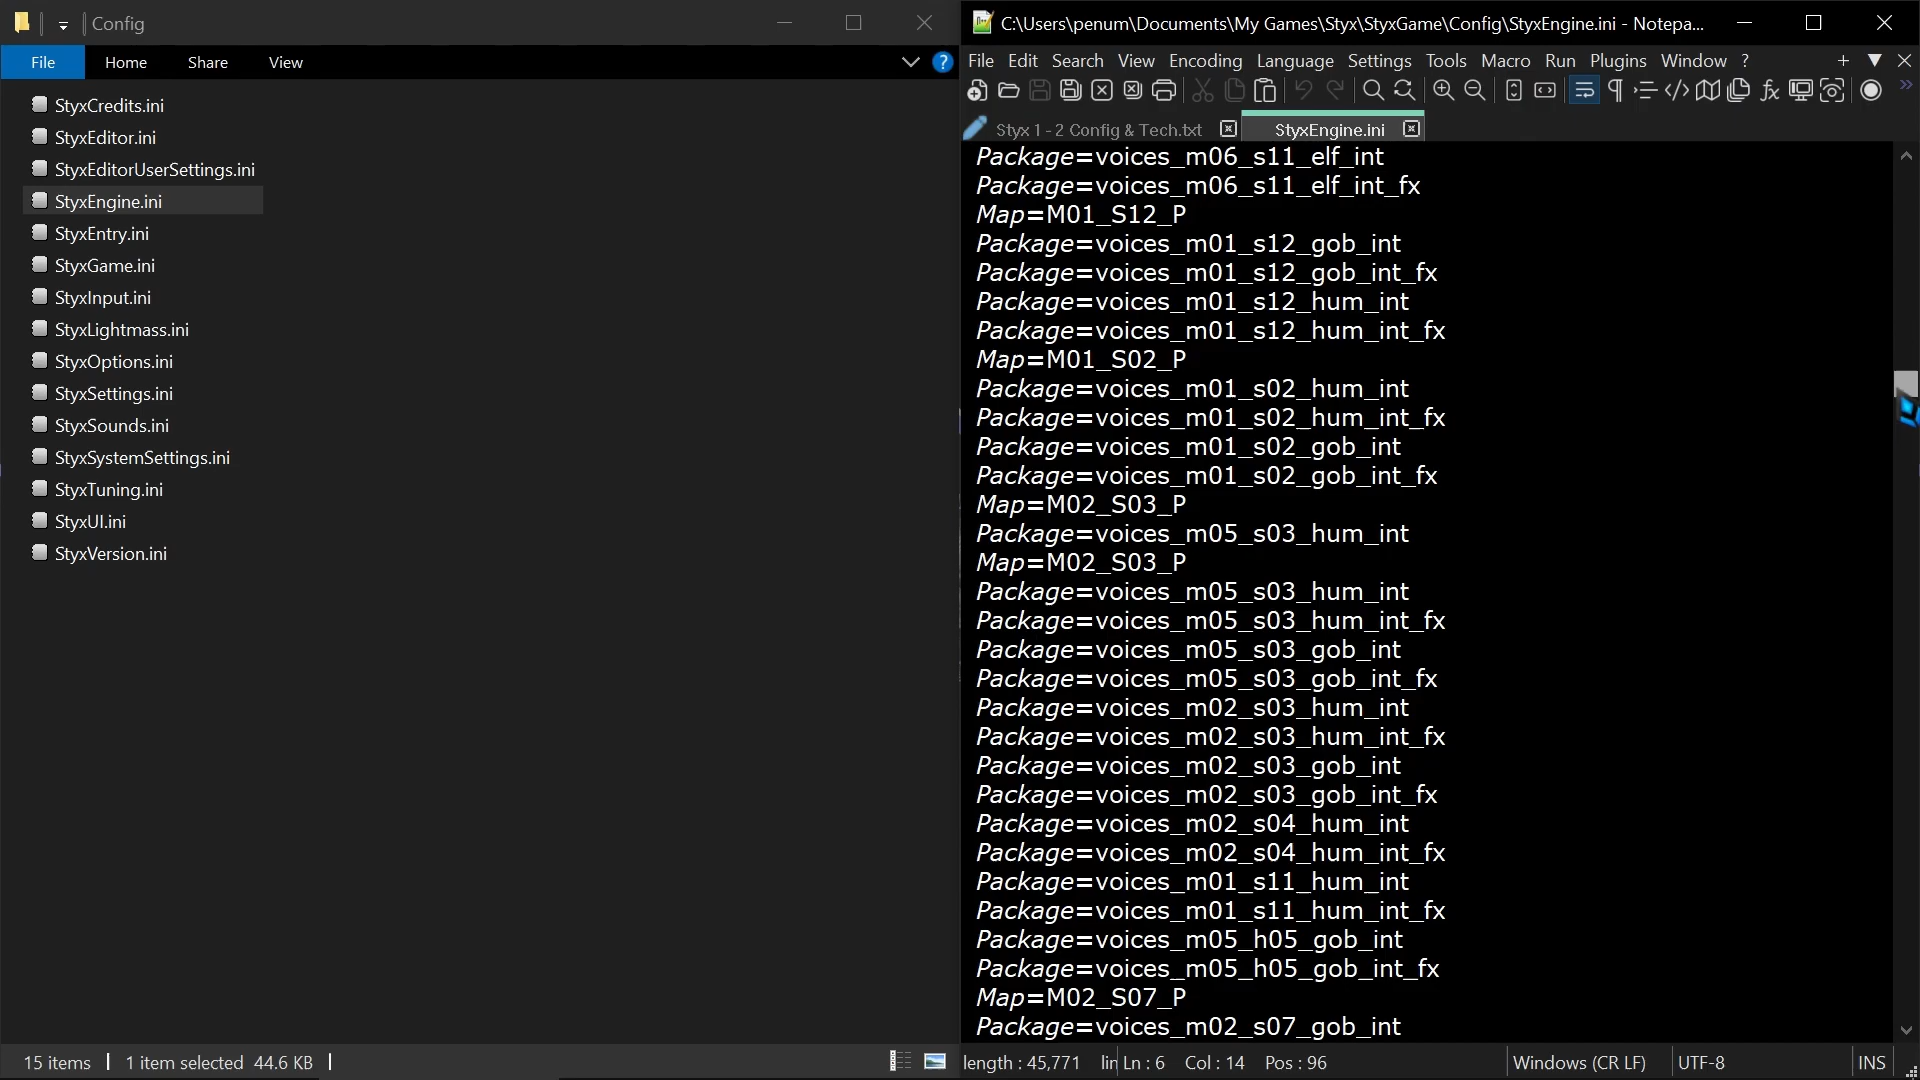 Config
File Home Share View
StyxCredits.ini
StyxEditor.ini
StyxEditorUserSettings.ini
StyxEngine.ini
StyxEntry.ini
StyxGame.ini
StyxInput.ini
StyxLightmass.ini
StyxOptions.ini
StyxSettings.ini
StyxSounds.ini
StyxSystemSettings.ini
StyxTuning.ini
StyxUI.ini
StyxVersion.ini
15 items 1 item selected 44.6 KB
C:\Users\penum\Documents\My Games\Styx\StyxGame\Config\StyxEngine.ini - Notepa...
File Edit Search View Encoding Language Settings Tools Macro Run Plugins Window ?
Styx 1 - 2 Config & Tech.txt StyxEngine.ini
Package=voices_m06_s11_elf_int
Package=voices_m06_s11_elf_int_fx
Map=M01_S12_P
Package=voices_m01_s12_gob_int
Package=voices_m01_s12_gob_int_fx
Package=voices_m01_s12_hum_int
Package=voices_m01_s12_hum_int_fx
Map=M01_S02_P
Package=voices_m01_s02_hum_int
Package=voices_m01_s02_hum_int_fx
Package=voices_m01_s02_gob_int
Package=voices_m01_s02_gob_int_fx
Map=M02_S03_P
Package=voices_m05_s03_hum_int
Map=M02_S03_P
Package=voices_m05_s03_hum_int
Package=voices_m05_s03_hum_int_fx
Package=voices_m05_s03_gob_int
Package=voices_m05_s03_gob_int_fx
Package=voices_m02_s03_hum_int
Package=voices_m02_s03_hum_int_fx
Package=voices_m02_s03_gob_int
Package=voices_m02_s03_gob_int_fx
Package=voices_m02_s04_hum_int
Package=voices_m02_s04_hum_int_fx
Package=voices_m01_s11_hum_int
Package=voices_m01_s11_hum_int_fx
Package=voices_m05_h05_gob_int
Package=voices_m05_h05_gob_int_fx
Map=M02_S07_P
Package=voices_m02_s07_gob_int
length : 45,771 lin Ln : 6 Col : 14 Pos : 96 Windows (CR LF) UTF-8 INS